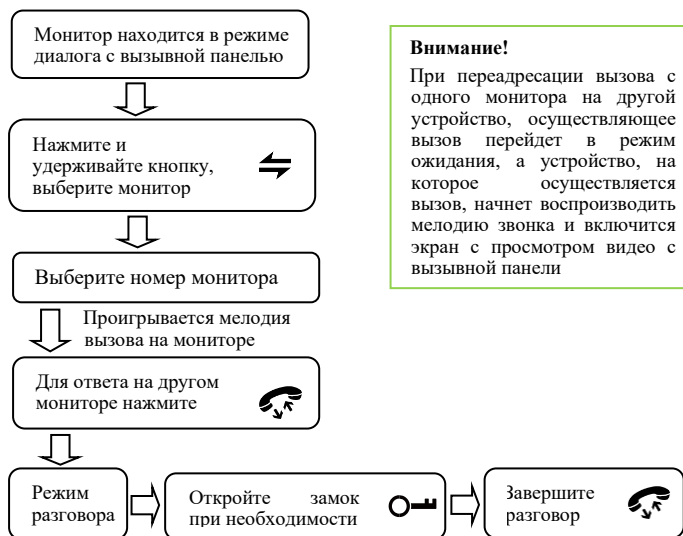 Монитор находится в режиме
диалога с вызывной панелью
Нажмите и
удерживайте кнопку,
выберите монитор
Выберите номер монитора
Проигрывается мелодия
вызова на мониторе
Для ответа на другом
мониторе нажмите
Режим
разговора
Откройте замок
при необходимости
Завершите
разговор
Внимание!
При переадресации вызова с
одного монитора на другой
устройство, осуществляющее
вызов перейдет в режим
ожидания, а устройство, на
которое осуществляется
вызов, начнет воспроизводить
мелодию звонка и включится
экран с просмотром видео с
вызывной панели